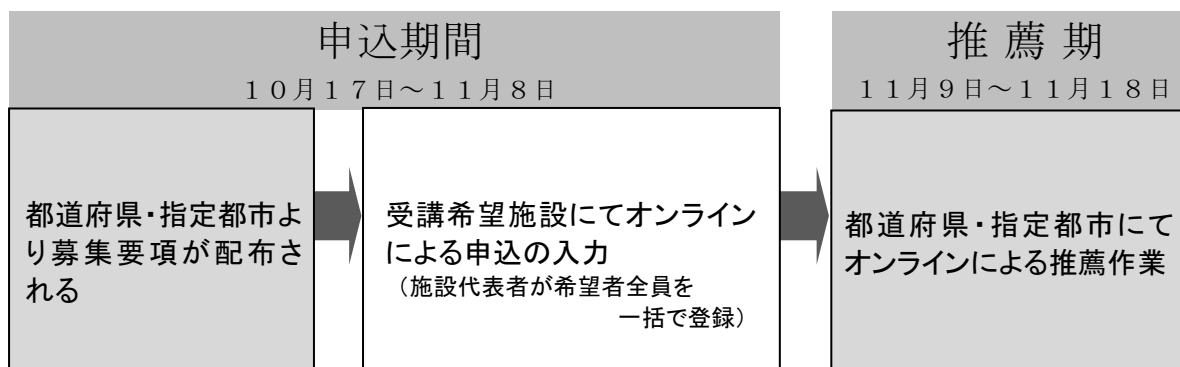 申込期間
10月17日～11月8日
推薦期
11月9日～11月18日
都道府県・指定都市よ
り募集要項が配布さ
れる
受講希望施設にてオンライン
による申込の入力
（施設代表者が希望者全員を
一括で登録）
都道府県・指定都市にて
オンラインによる推薦作業